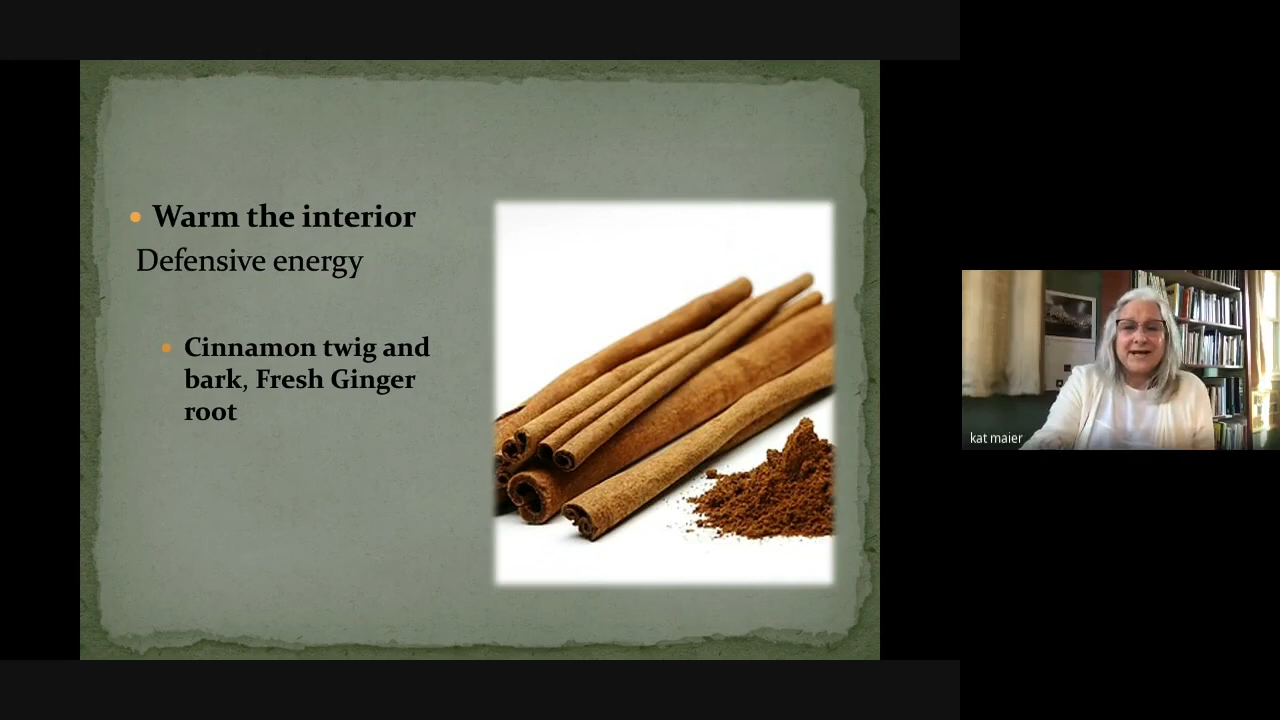 Warm the interior
Defensive energy
Cinnamon twig and
bark, Fresh Ginger
root
kat maier